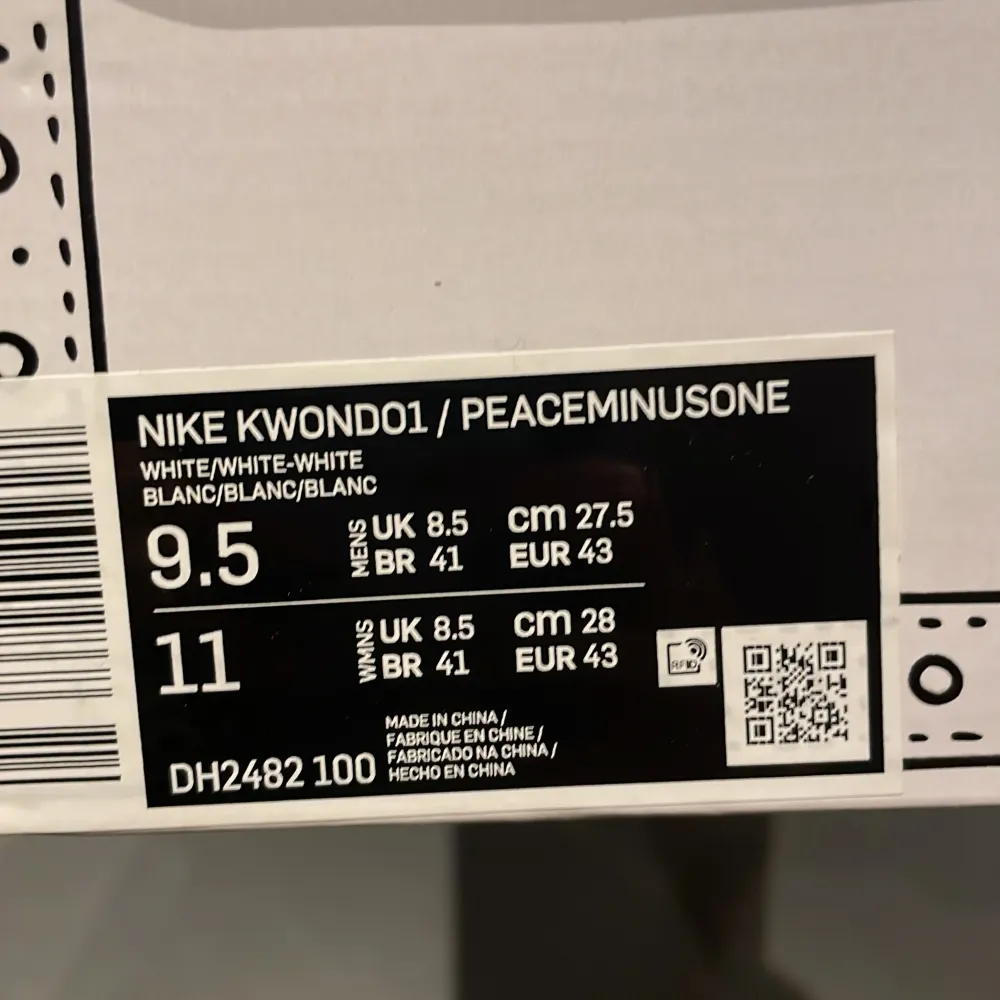 NIKE KWONDO1 / PEACEMINUSONE
WHITE/WHITE-WHITE
BLANC/BLANC/BLANC
9.5 MENS UK 8.5 cm 27.5
BR 41 EUR 43
11 WMNS UK 8.5 cm 28
BR 41 EUR 43
RFID
MADE IN CHINA /
FABRIQUE EN CHINE /
FABRICADO NA CHINA /
HECHO EN CHINA
DH2482 100